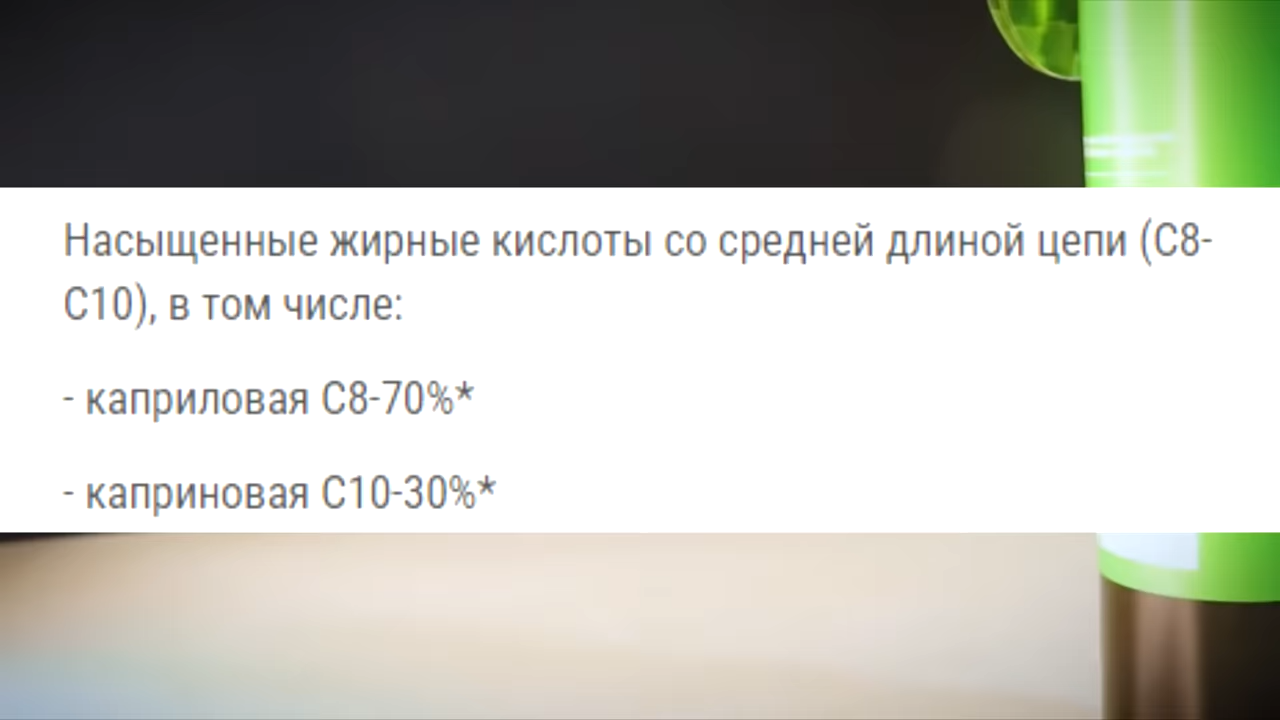 Насыщенные жирные кислоты со средней длиной цепи (С8-
С10), в том числе:
- каприловая С8-70%*
- каприновая С10-30%*